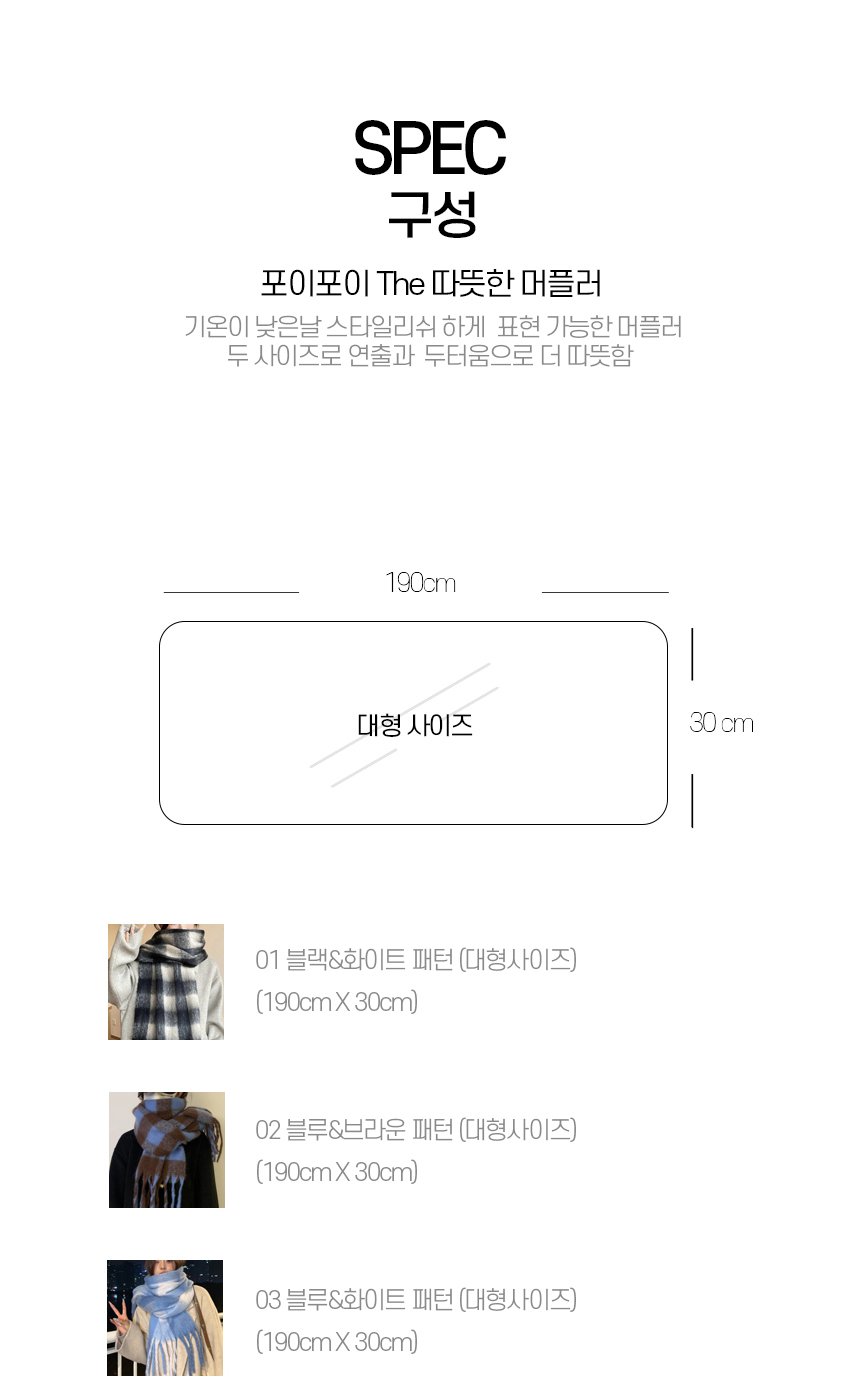 SPEC
구성
포이포이 The 따뜻한 머플러
기온이 낮은날 스타일리쉬 하게 표현 가능한 머플러
두 사이즈로 연출과 두터움으로 더 따뜻함
190cm
대형 사이즈
30 cm
01 블랙&화이트 패턴 (대형사이즈)
(190cm X 30cm)
02 블루&브라운 패턴 (대형사이즈)
(190cm X 30cm)
03 블루&화이트 패턴 (대형사이즈)
(190cm X 30cm)